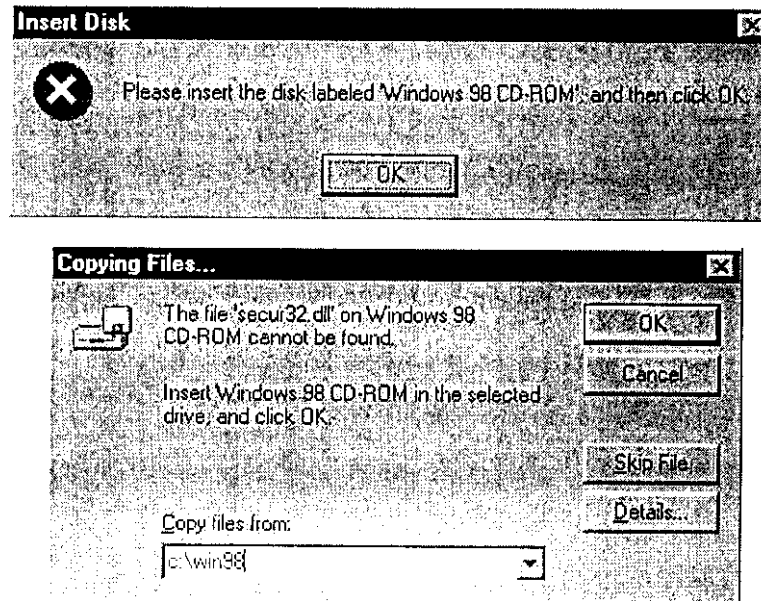 Insert Disk
Please insert the disk labeled 'Windows 98 CD-ROM', and then click OK.
OK
Copying Files...
The file 'secur32.dll' on Windows 98
CD-ROM cannot be found.
Insert Windows 98 CD-ROM in the selected
drive, and click OK.
OK
Cancel
Skip File
Details...
Copy files from:
c:\win98